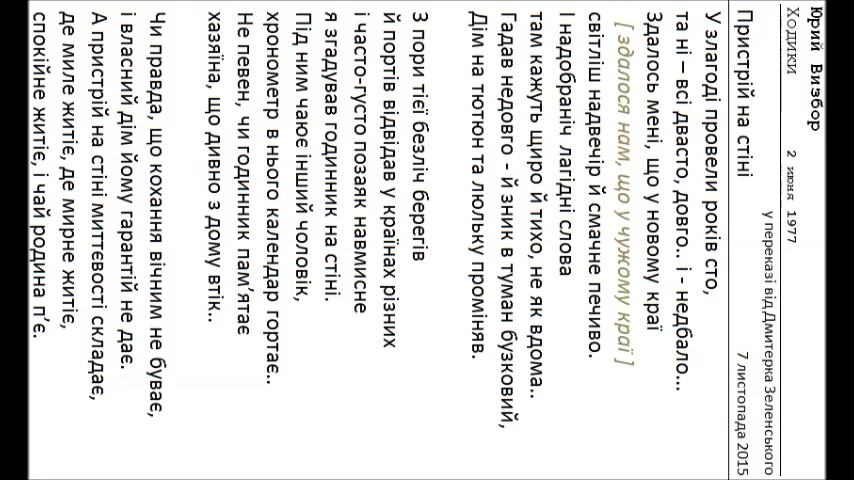 Юрий Визбор
Ходики 2 июня 1977
у переказі від Дмитерка Зеленського
Пристрій на стіні 7 листопада 2015
У злагоді провели років сто,
та ні – всі двасто, довго.. і - недбало...
Здалось мені, що у новому краї
[ здалося нам, що у чужому краї ]
світліш надвечір й смачне печиво.
І надобраніч лагідні слова
там кажуть щиро й тихо, не як вдома..
Гадав недовго - й зник в туман бузковий,
Дім на тютюн та люльку проміняв.
З пори тієї безліч берегів
й портів відвідав у країнах різних
і часто-густо позаяк навмисне
я згадував годинник на стіні.
Під ним чаює інший чоловік,
хронометр в нього календар гортає..
Не певен, чи годинник пам'ятає
хазяїна, що дивно з дому втік..
Чи правда, що кохання вічним не буває,
і власний дім йому гарантій не дає.
А пристрій на стіні миттєвості складає,
де миле житіє, де мирне житіє,
спокійне житіє, і чай родина п'є.